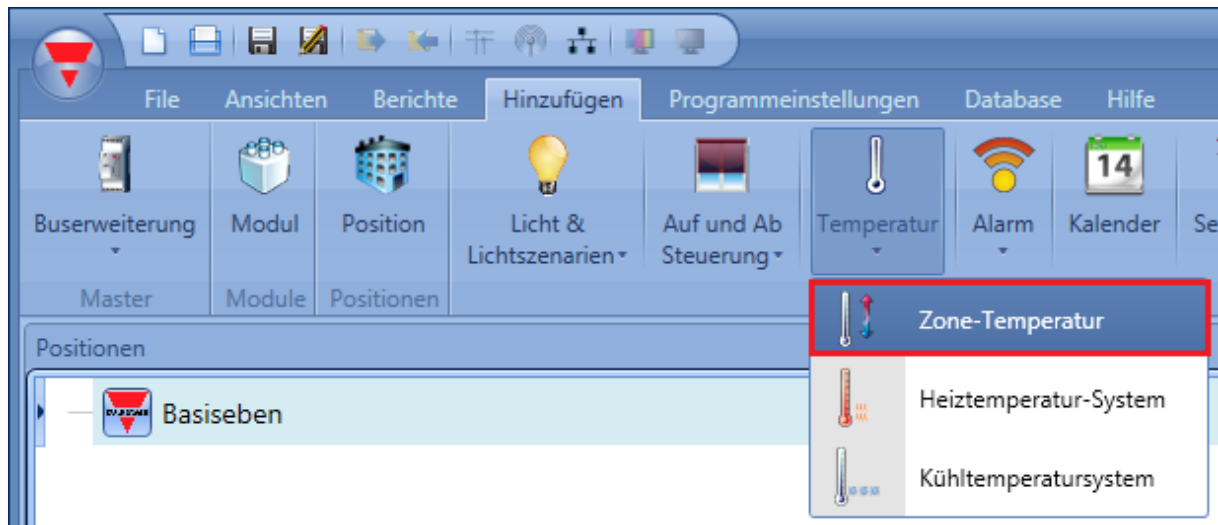 File Ansichten Berichte Hinzufügen Programmeinstellungen Database Hilfe
14
Buserweiterung Modul Position Licht & Auf und Ab Temperatur Alarm Kalender Se
Lichtszenarien Steuerung
Master Module Positionen
Zone-Temperatur
Positionen
Heiztemperatur-System
Basiseben
Kühltemperatursystem